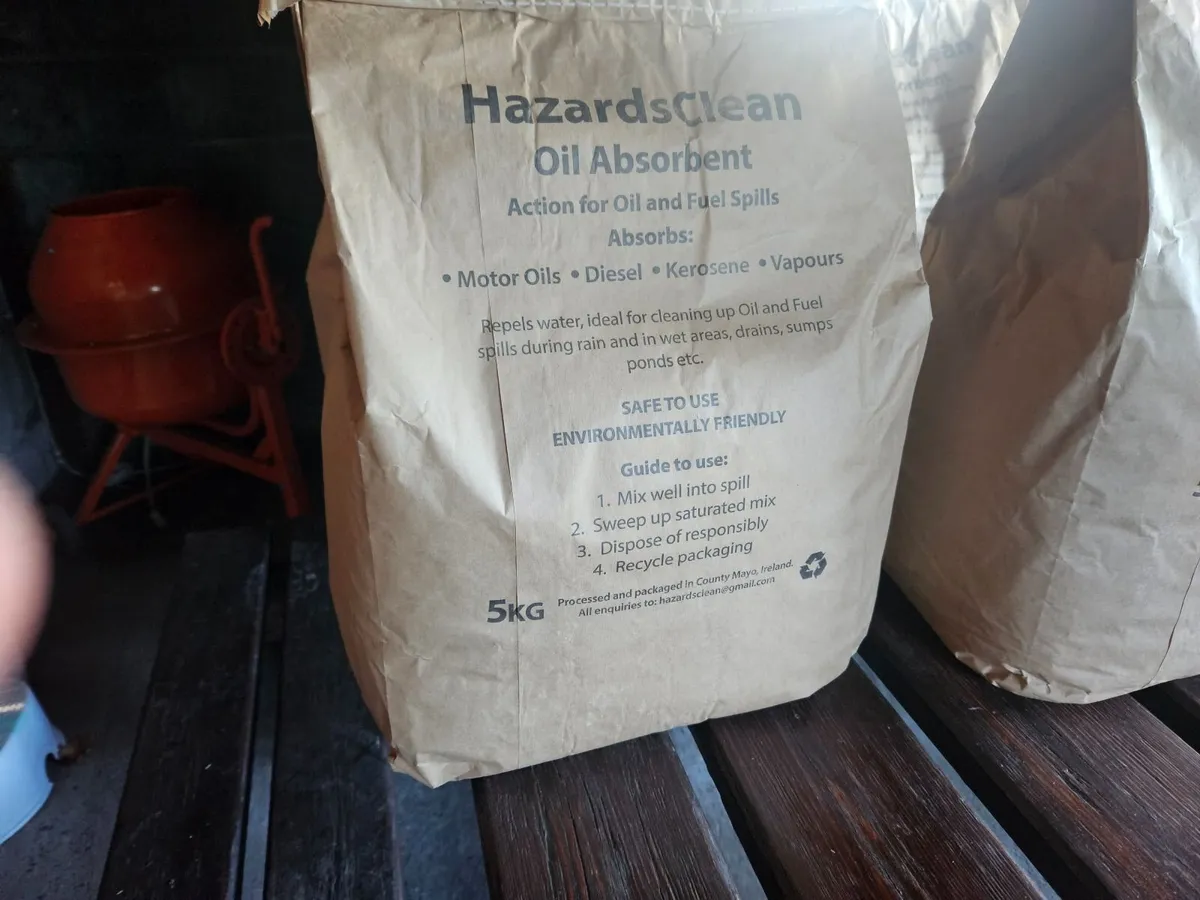 HazardsClean
Oil Absorbent
Action for Oil and Fuel Spills
Absorbs:
• Motor Oils • Diesel • Kerosene • Vapours
Repels water, ideal for cleaning up Oil and Fuel
spills during rain and in wet areas, drains, sumps
ponds etc.
SAFE TO USE
ENVIRONMENTALLY FRIENDLY
Guide to use:
1. Mix well into spill
2. Sweep up saturated mix
3. Dispose of responsibly
4. Recycle packaging
5KG
Processed and packaged in County Mayo, Ireland.
All enquiries to: hazardsclean@gmail.com